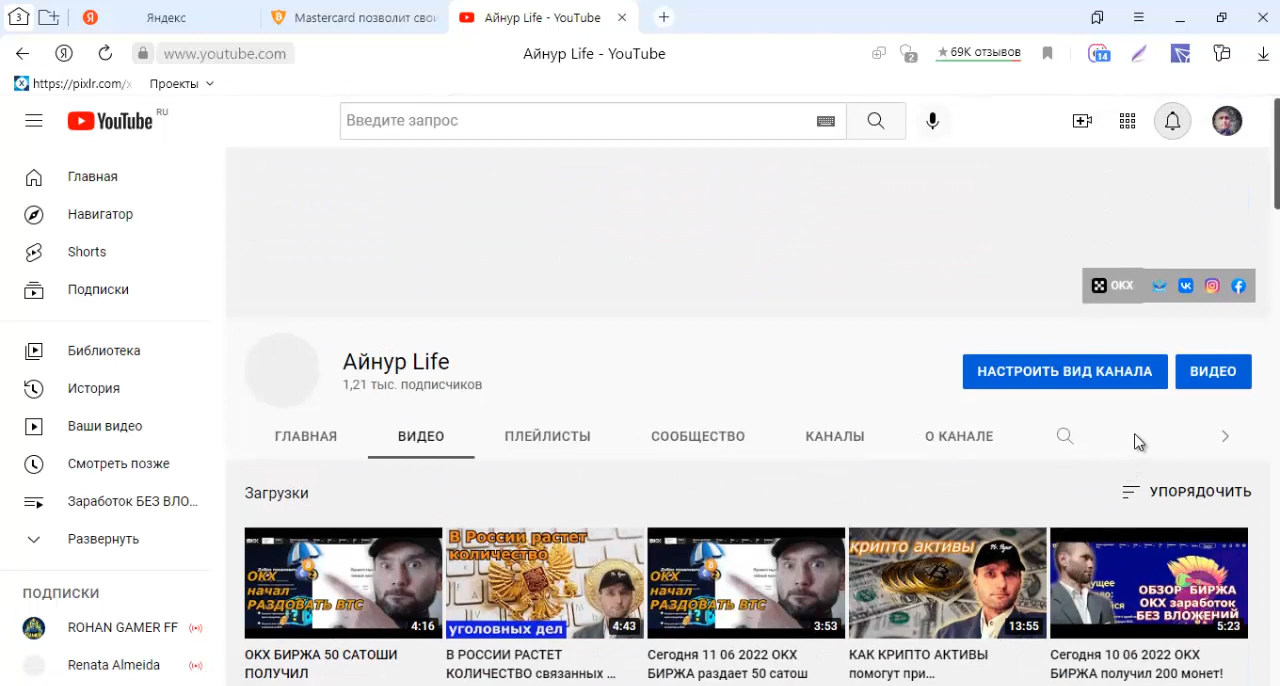 3
Яндекс
Mastercard позволит свои
Айнур Life - YouTube
www.youtube.com
Айнур Life - YouTube
2
★ 69K отзывов
14
https://pixlr.com/x
Проекты
YouTube
RU
Введите запрос
Главная
Навигатор
Shorts
Подписки
OKX
Библиотека
История
Ваши видео
Смотреть позже
Заработок БЕЗ ВЛО...
Развернуть
ПОДПИСКИ
ROHAN GAMER FF
Renata Almeida
Айнур Life
1,21 тыс. подписчиков
НАСТРОИТЬ ВИД КАНАЛА
ВИДЕО
ГЛАВНАЯ
ВИДЕО
ПЛЕЙЛИСТЫ
СООБЩЕСТВО
КАНАЛЫ
О КАНАЛЕ
Загрузки
УПОРЯДОЧИТЬ
OKX
начал
РАЗДОВАТЬ BTC
4:16
OKX БИРЖА 50 САТОШИ
ПОЛУЧИЛ
В России растет
количество
уголовных дел
4:43
В РОССИИ РАСТЕТ
КОЛИЧЕСТВО связанных ...
OKX
начал
РАЗДОВАТЬ BTC
3:53
Сегодня 11 06 2022 OKX
БИРЖА раздает 50 сатош
крипто активы
13:55
КАК КРИПТО АКТИВЫ
помогут при...
ОБЗОР БИРЖА
OKX заработок
БЕЗ ВЛОЖЕНИЙ
5:23
Сегодня 10 06 2022 OKX
БИРЖА получил 200 монет!